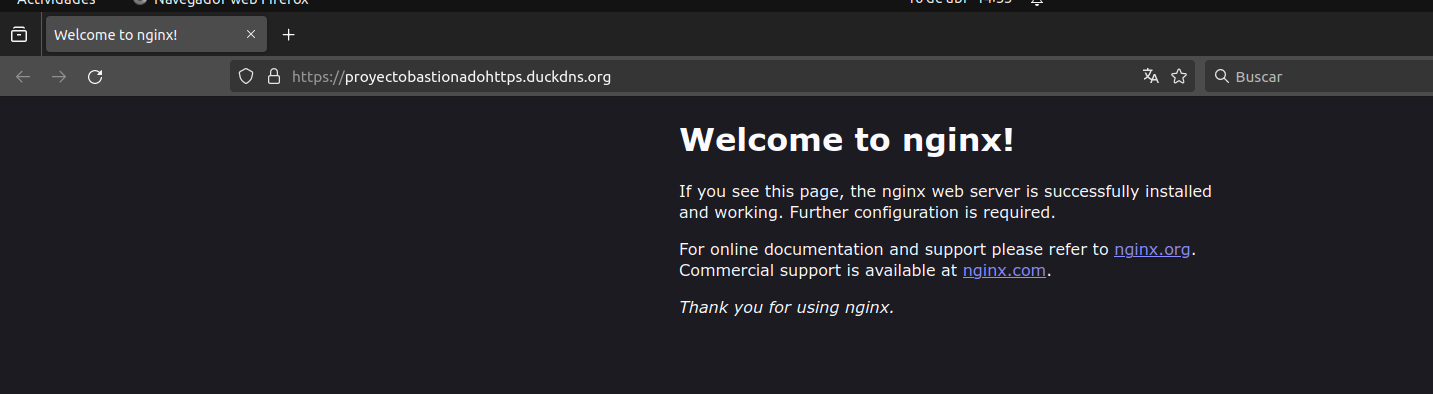 Actividades Navegador web Firefox
Welcome to nginx!
https://proyectobastionadohttps.duckdns.org
Buscar
Welcome to nginx!
If you see this page, the nginx web server is successfully installed
and working. Further configuration is required.
For online documentation and support please refer to nginx.org.
Commercial support is available at nginx.com.
Thank you for using nginx.